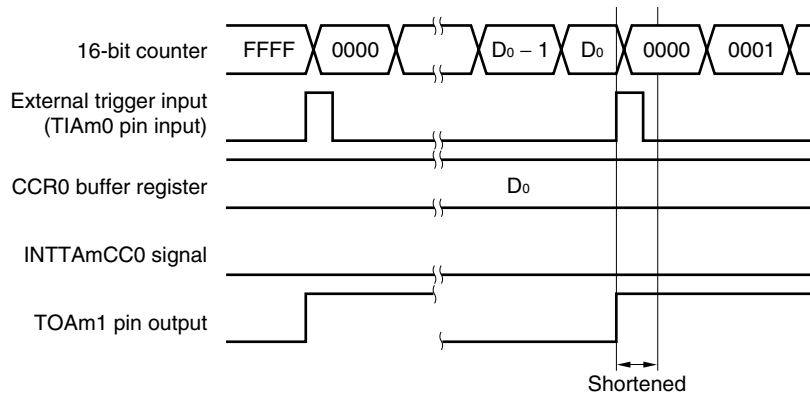 16-bit counter FFFF 0000 D0 − 1 D0 0000 0001
External trigger input
(TIAm0 pin input)
CCR0 buffer register D0
INTTAmCC0 signal
TOAm1 pin output
Shortened